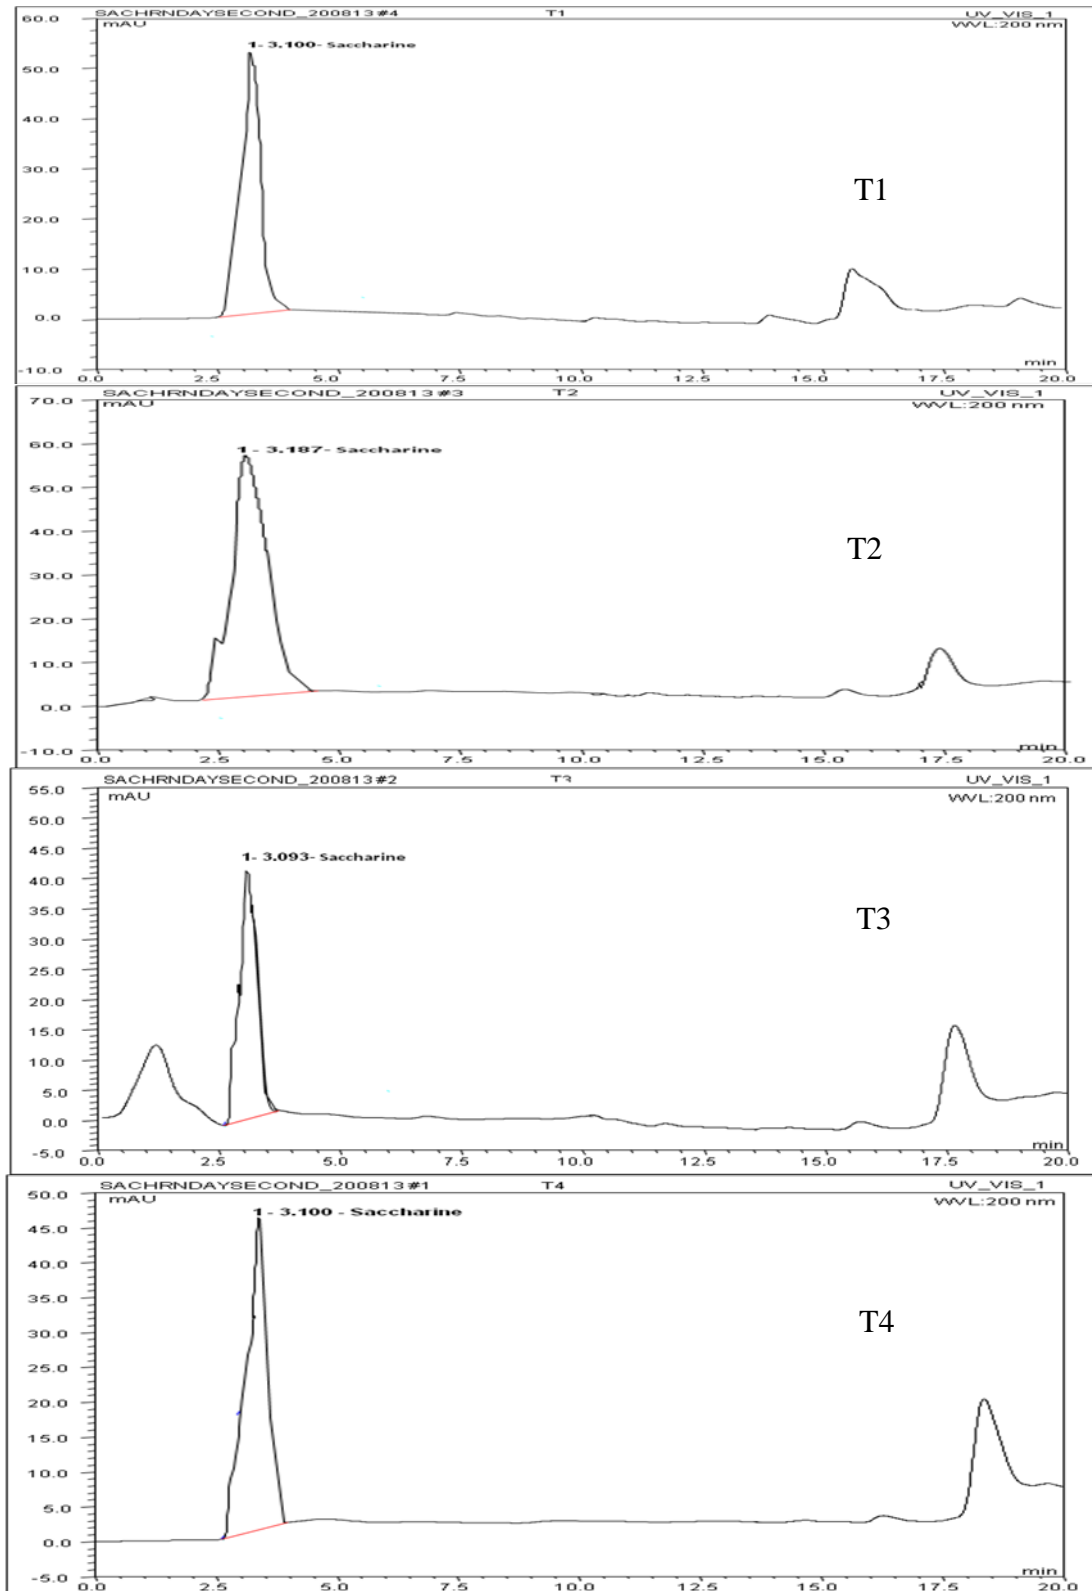 SACHRNDAYSECOND_200813 #4 T1 UV_VIS_1
60.0 mAU WVL:200 nm
1- 3.100- Saccharine
50.0
40.0
30.0
T1
20.0
10.0
0.0
min
-10.0
0.0 2.5 5.0 7.5 10.0 12.5 15.0 17.5 20.0
SACHRNDAYSECOND_200813 #3 T2 UV_VIS_1
70.0 mAU WVL:200 nm
60.0
1 - 3.187- Saccharine
50.0
40.0
T2
30.0
20.0
10.0
0.0
min
-10.0
0.0 2.5 5.0 7.5 10.0 12.5 15.0 17.5 20.0
SACHRNDAYSECOND_200813 #2 T3 UV_VIS_1
55.0 mAU WVL:200 nm
50.0
45.0
1- 3.093- Saccharine
40.0
35.0
T3
30.0
25.0
20.0
15.0
10.0
5.0
0.0
min
-5.0
0.0 2.5 5.0 7.5 10.0 12.5 15.0 17.5 20.0
SACHRNDAYSECOND_200813 #1 T4 UV_VIS_1
50.0 mAU WVL:200 nm
1 - 3.100 - Saccharine
45.0
40.0
35.0
T4
30.0
25.0
20.0
15.0
10.0
5.0
0.0
min
-5.0
0.0 2.5 5.0 7.5 10.0 12.5 15.0 17.5 20.0